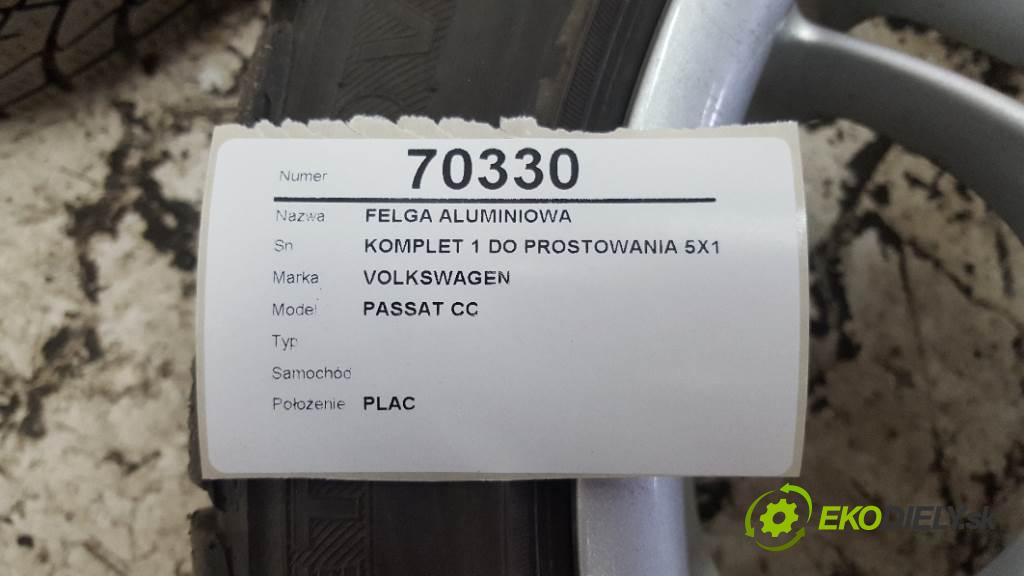 Numer 70330
Nazwa FELGA ALUMINIOWA
Sn KOMPLET 1 DO PROSTOWANIA 5X1
Marka VOLKSWAGEN
Model PASSAT CC
Typ
Samochód
Położenie PLAC
EKODIELY.sk